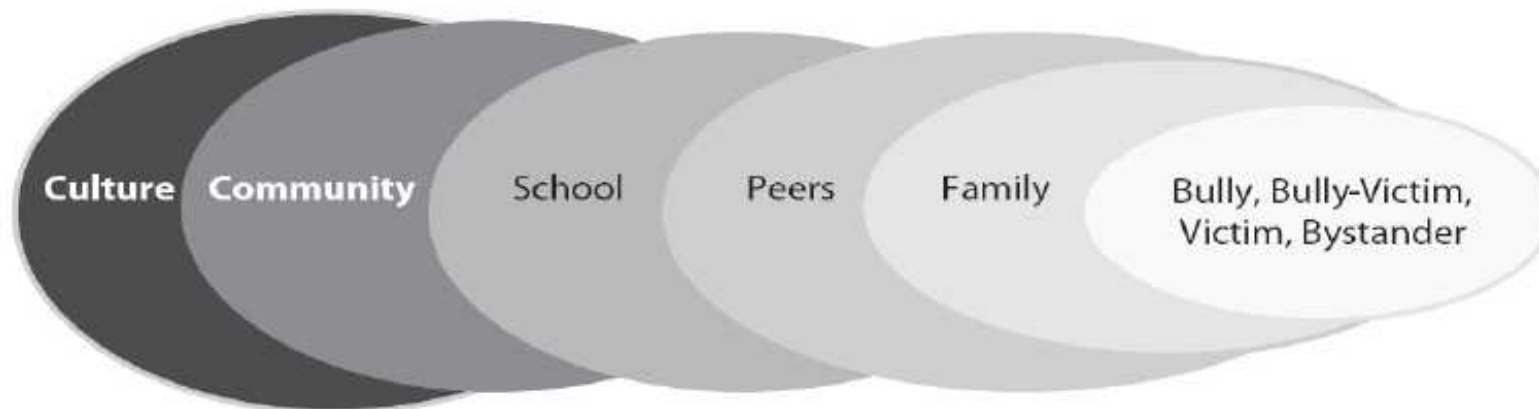 Culture
Community
School
Peers
Family
Bully, Bully-Victim,
Victim, Bystander